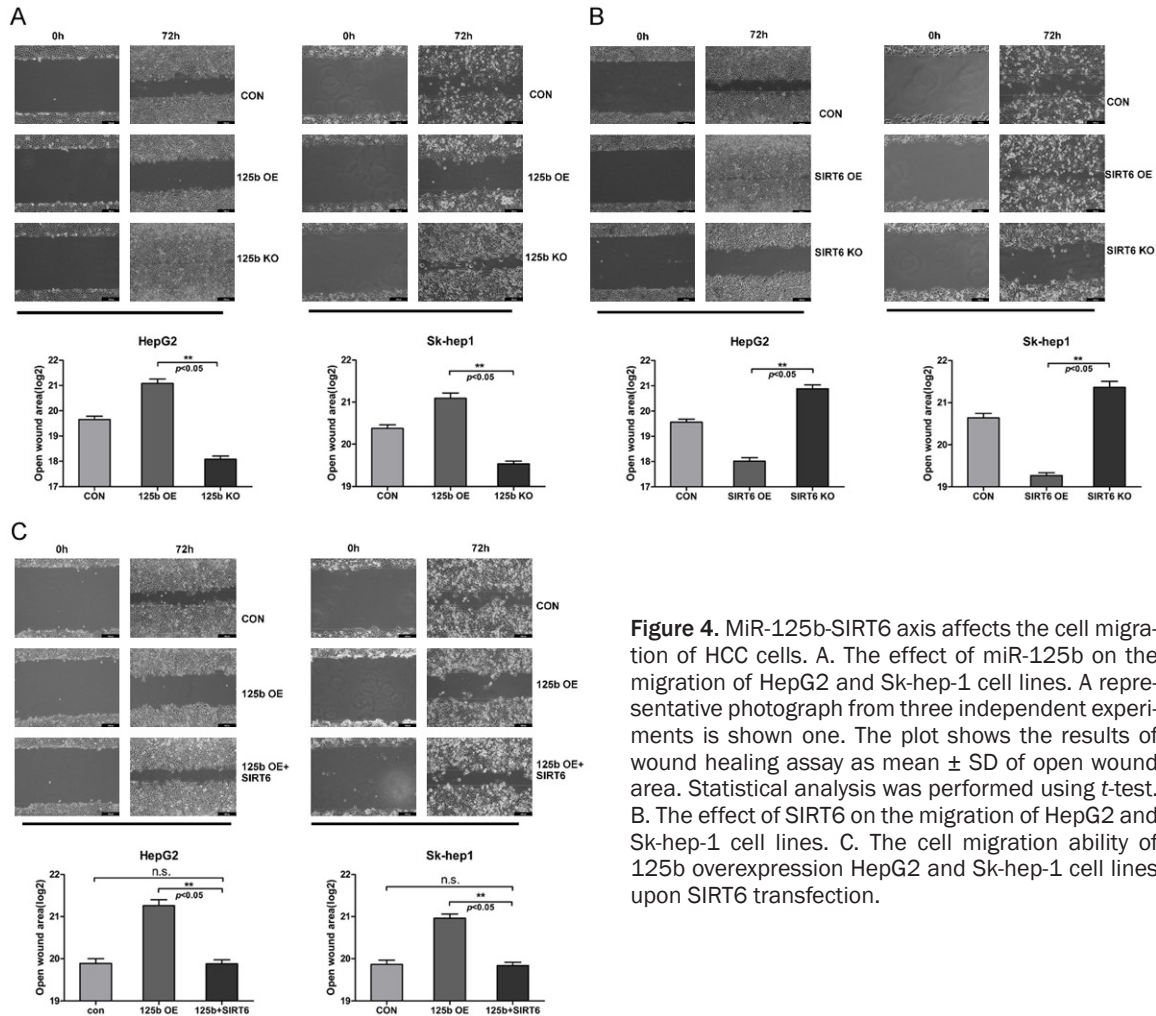 A
0h 72h 0h 72h
CON CON
125b OE 125b OE
125b KO 125b KO
HepG2 Sk-hep1
** **
p<0.05 p<0.05
Open wound area(log2) Open wound area(log2)
22 22
21
20 21
19 20
18
17 19
CON 125b OE 125b KO CON 125b OE 125b KO
B
0h 72h 0h 72h
CON CON
SIRT6 OE SIRT6 OE
SIRT6 KO SIRT6 KO
HepG2 Sk-hep1
** **
p<0.05 p<0.05
Open wound area(log2) Open wound area(log2)
22 22
21
20 21
19 20
18
17 19
CON SIRT6 OE SIRT6 KO CON SIRT6 OE SIRT6 KO
C
0h 72h 0h 72h
CON CON
125b OE 125b OE
125b OE+ 125b OE+
SIRT6 SIRT6
HepG2 Sk-hep1
n.s. n.s.
** **
p<0.05 p<0.05
Open wound area(log2) Open wound area(log2)
22 22
21 21
20 20
19 19
con 125b OE 125b+SIRT6 CON 125b OE 125b+SIRT6
Figure 4. MiR-125b-SIRT6 axis affects the cell migra-
tion of HCC cells. A. The effect of miR-125b on the
migration of HepG2 and Sk-hep-1 cell lines. A repre-
sentative photograph from three independent experi-
ments is shown one. The plot shows the results of
wound healing assay as mean ± SD of open wound
area. Statistical analysis was performed using t-test.
B. The effect of SIRT6 on the migration of HepG2 and
Sk-hep-1 cell lines. C. The cell migration ability of
125b overexpression HepG2 and Sk-hep-1 cell lines
upon SIRT6 transfection.